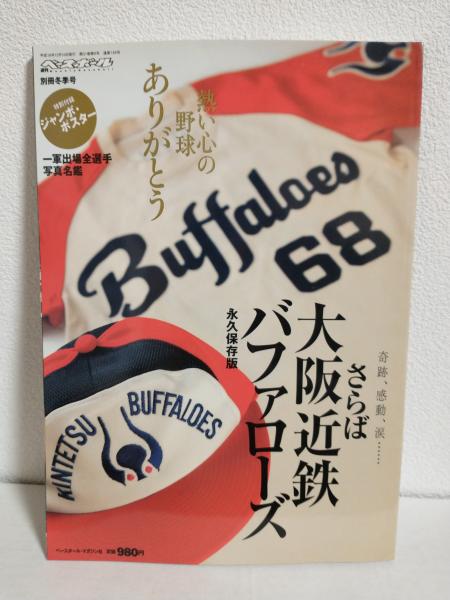 週刊ベースボール
別冊冬季号
特別付録
ジャンボ・
ポスター
一軍出場全選手
写真名鑑
熱い心の
野球
ありがとう
Buffaloes
68
奇跡、感動、涙……
さらば
大阪近鉄
バファローズ
永久保存版
KINTETSU BUFFALOES
ベースボール・マガジン社 定価980円